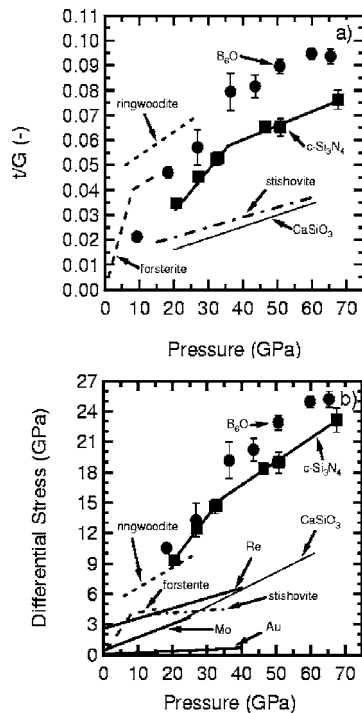 a)
0.12
0.11
0.10
0.09
0.08
0.07
0.06
0.05
0.04
0.03
0.02
0.01
0.00
t/G (-)
B6O
ringwoodite
c-Si3N4
stishovite
forsterite
CaSiO3
0 10 20 30 40 50 60 70
Pressure (GPa)
b)
27
24
21
18
15
12
9
6
3
0
Differential Stress (GPa)
B6O
c-Si3N4
CaSiO3
ringwoodite
Re
forsterite
stishovite
Mo
Au
0 10 20 30 40 50 60 70
Pressure (GPa)